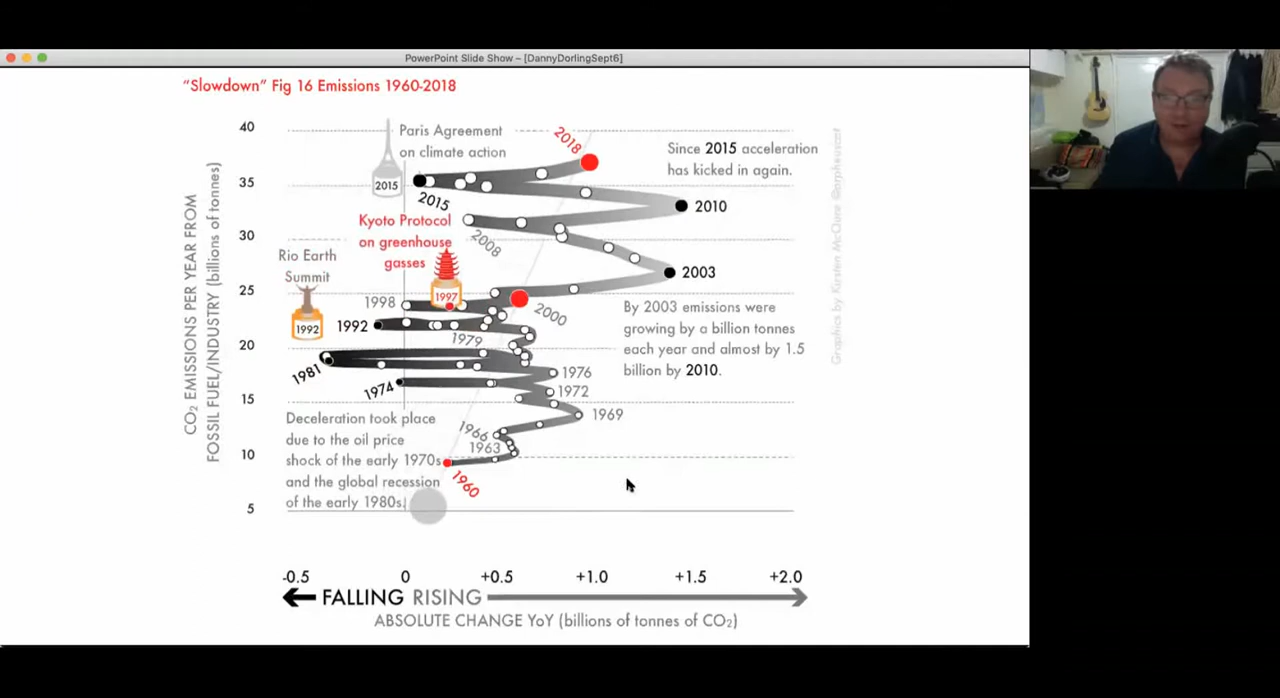 PowerPoint Slide Show – [DannyDorlingSept6]
"Slowdown" Fig 16 Emissions 1960-2018
40
35
30
25
20
15
10
5
CO₂ EMISSIONS PER YEAR FROM
FOSSIL FUEL/INDUSTRY (billions of tonnes)
Paris Agreement
on climate action
2015
2018
Since 2015 acceleration
has kicked in again.
2015
2010
Kyoto Protocol
on greenhouse
gasses
1997
2008
Rio Earth
Summit
1992
2003
1998
2000
1992
1979
By 2003 emissions were
growing by a billion tonnes
each year and almost by 1.5
billion by 2010.
1981
1976
1974
1972
1969
Deceleration took place
due to the oil price
shock of the early 1970s
and the global recession
of the early 1980s.
1966
1963
1960
Graphics by Kirsten McClure @orpheuscat
-0.5
0
+0.5
+1.0
+1.5
+2.0
FALLING RISING
ABSOLUTE CHANGE YoY (billions of tonnes of CO₂)